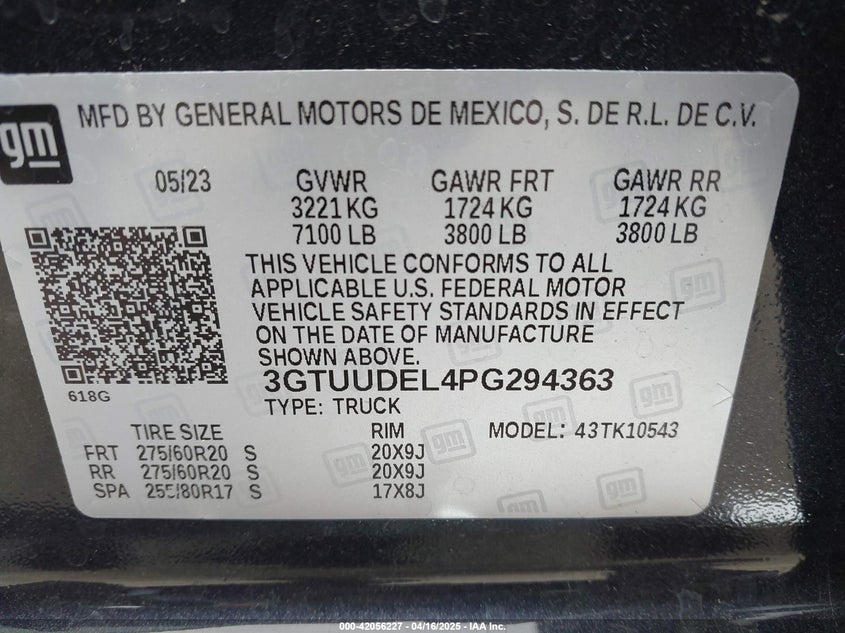 gm
MFD BY GENERAL MOTORS DE MEXICO, S. DE R.L. DE C.V.
05/23 GVWR GAWR FRT GAWR RR
3221 KG 1724 KG 1724 KG
7100 LB 3800 LB 3800 LB
THIS VEHICLE CONFORMS TO ALL
APPLICABLE U.S. FEDERAL MOTOR
VEHICLE SAFETY STANDARDS IN EFFECT
ON THE DATE OF MANUFACTURE
SHOWN ABOVE.
3GTUUDEL4PG294363
618G
TYPE: TRUCK
TIRE SIZE RIM MODEL: 43TK10543
FRT 275/60R20 S 20X9J
RR 275/60R20 S 20X9J
SPA 255/80R17 S 17X8J
000-42056227 - 04/16/2025 - IAA Inc.